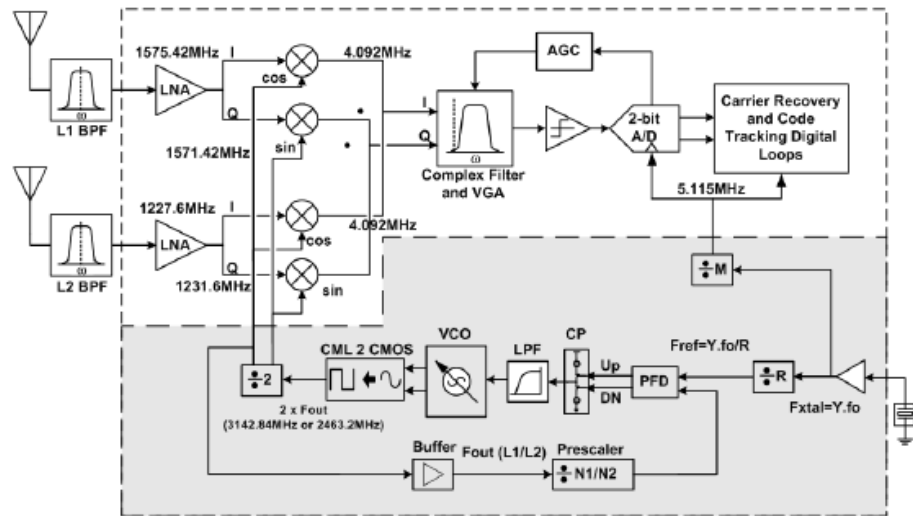 1575.42MHz
I
4.092MHz
LNA
cos
L1 BPF
ω
Q
1571.42MHz
sin
AGC
I
Q
ω
Complex Filter
and VGA
2-bit
A/D
Carrier Recovery
and Code
Tracking Digital
Loops
5.115MHz
1227.6MHz
I
4.092MHz
LNA
cos
L2 BPF
ω
Q
1231.6MHz
sin
÷M
VCO
LPF
CP
Fref=Y.fo/R
CML 2 CMOS
Up
DN
PFD
÷R
÷2
Fxtal=Y.fo
2 x Fout
(3142.84MHz or 2463.2MHz)
Buffer
Fout (L1/L2)
Prescaler
÷ N1/N2